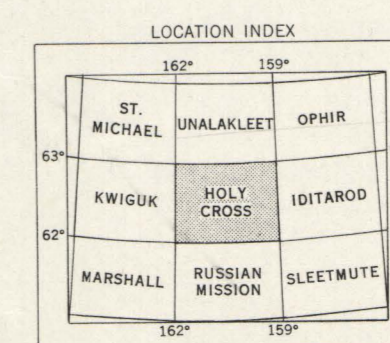 LOCATION INDEX
162° 159°
ST.
MICHAEL UNALAKLEET OPHIR
63°
KWIGUK HOLY
CROSS IDITAROD
62°
MARSHALL RUSSIAN
MISSION SLEETMUTE
162° 159°